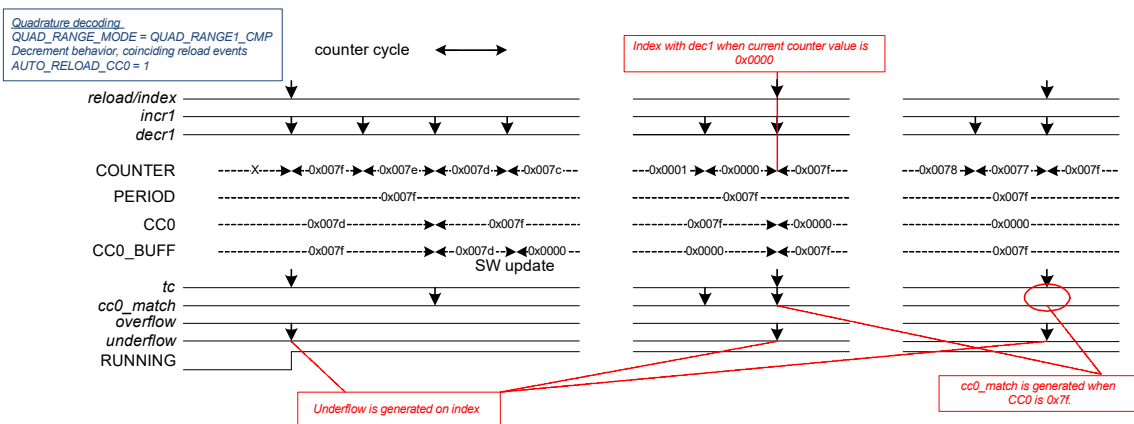 Quadrature decoding
QUAD_RANGE_MODE = QUAD_RANGE1_CMP
Decrement behavior, coinciding reload events
AUTO_RELOAD_CC0 = 1
counter cycle
Index with dec1 when current counter value is
0x0000
reload/index
incr1
decr1
COUNTER X 0x007f 0x007e 0x007d 0x007c 0x0001 0x0000 0x007f 0x0078 0x0077 0x007f
PERIOD 0x007f 0x007f 0x007f
CC0 0x007d 0x007f 0x007f 0x0000 0x0000
CC0_BUFF 0x007f 0x007d 0x0000 0x0000 0x007f 0x007f
SW update
tc
cc0_match
overflow
underflow
RUNNING
Underflow is generated on index
cc0_match is generated when
CC0 is 0x7f.